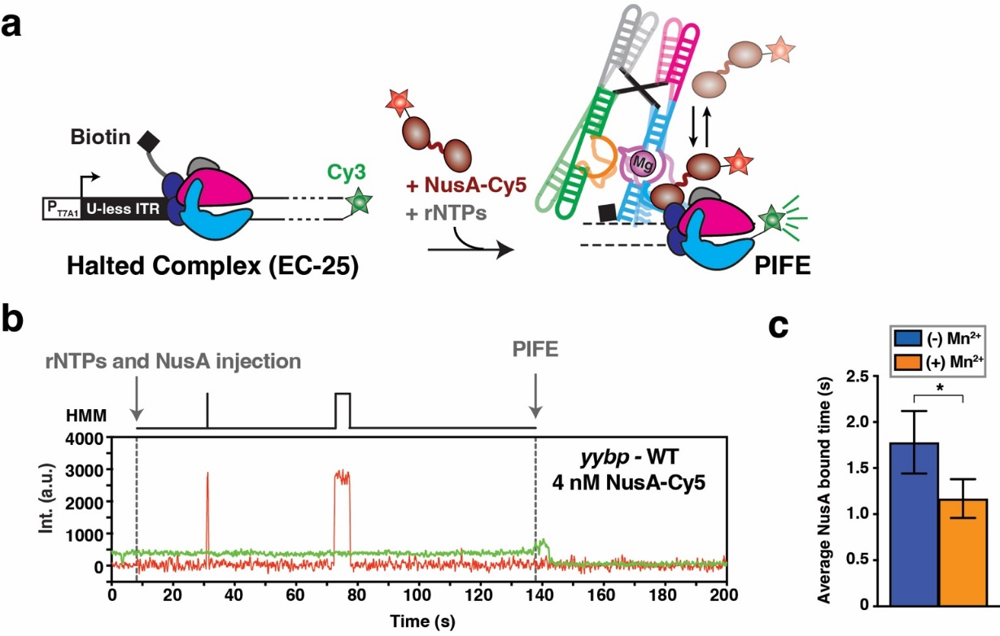 a
Biotin
Cy3
P_T7A1
U-less ITR
+ NusA-Cy5
+ rNTPs
Mg
Halted Complex (EC-25)
PIFE
b
rNTPs and NusA injection
PIFE
HMM
4000
3000
2000
1000
0
Int. (a.u.)
yybp - WT
4 nM NusA-Cy5
0 20 40 60 80 100 120 140 160 180 200
Time (s)
c
(-) Mn²⁺
(+) Mn²⁺
*
2.5
2.0
1.5
1.0
0.5
0
Average NusA bound time (s)